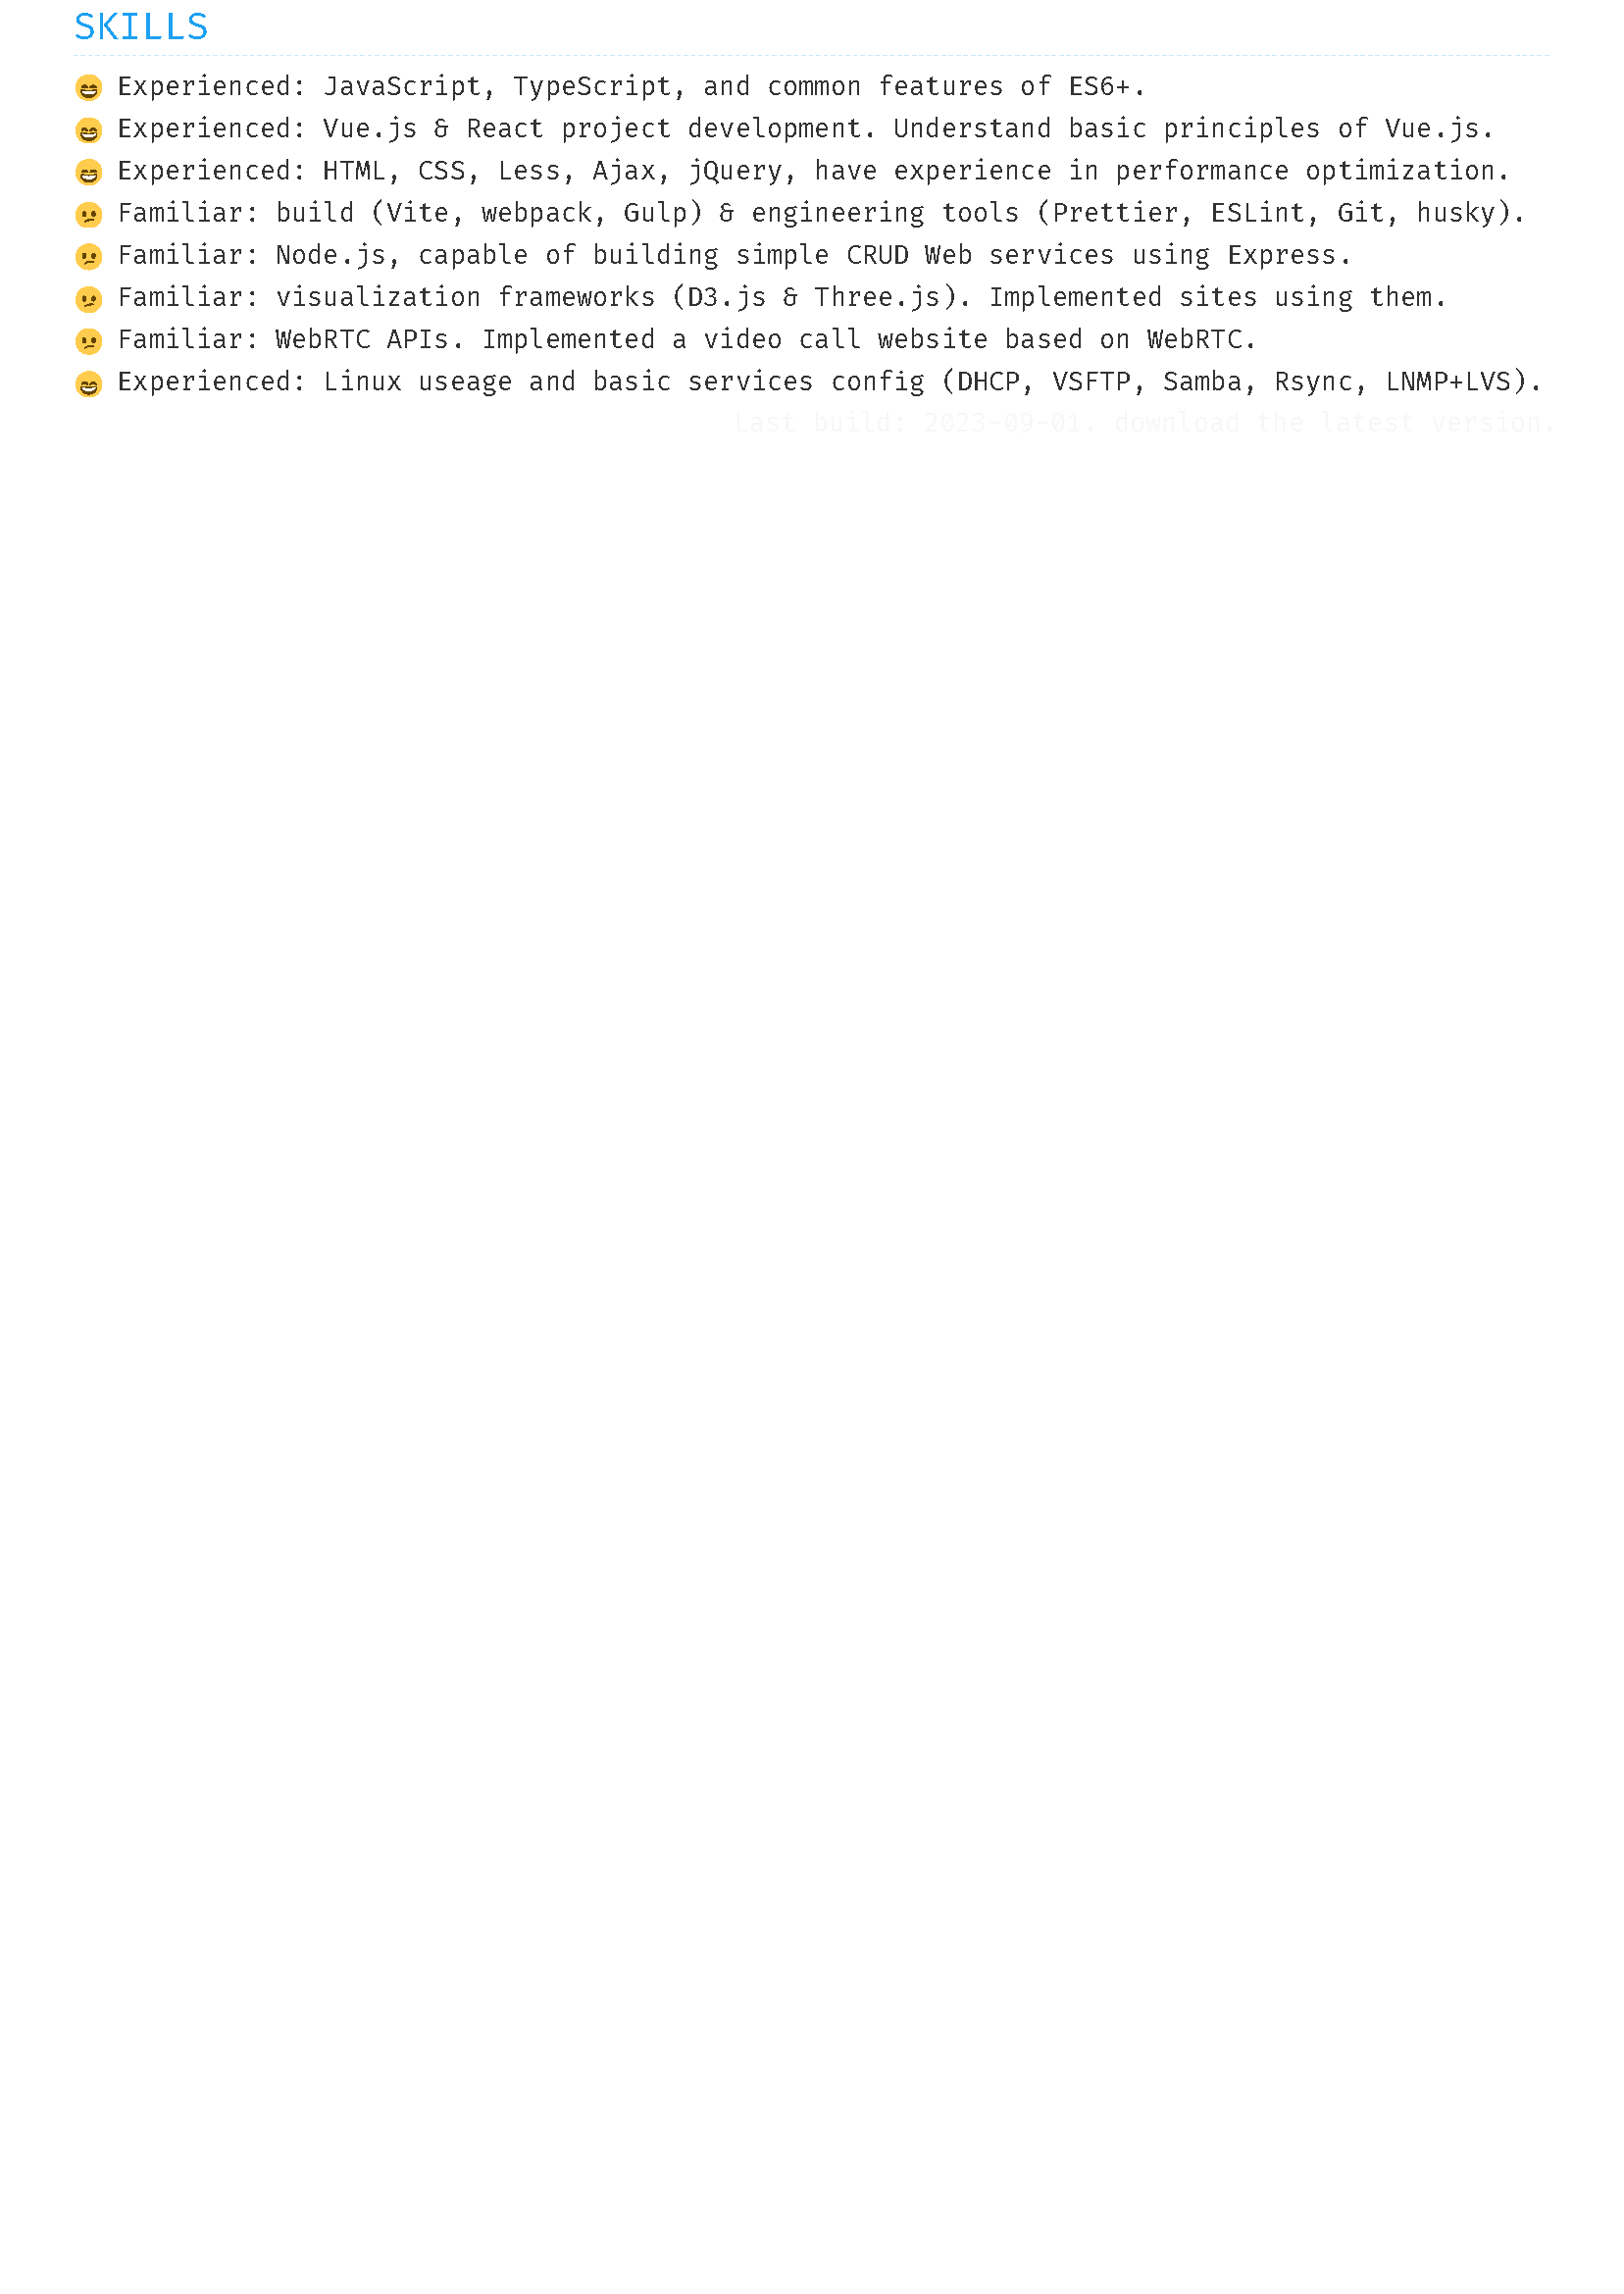 SKILLS
😄 Experienced: JavaScript, TypeScript, and common features of ES6+.
😄 Experienced: Vue.js & React project development. Understand basic principles of Vue.js.
😄 Experienced: HTML, CSS, Less, Ajax, jQuery, have experience in performance optimization.
🫤 Familiar: build (Vite, webpack, Gulp) & engineering tools (Prettier, ESLint, Git, husky).
🫤 Familiar: Node.js, capable of building simple CRUD Web services using Express.
🫤 Familiar: visualization frameworks (D3.js & Three.js). Implemented sites using them.
🫤 Familiar: WebRTC APIs. Implemented a video call website based on WebRTC.
😄 Experienced: Linux useage and basic services config (DHCP, VSFTP, Samba, Rsync, LNMP+LVS).
Last build: 2023-09-01. download the latest version.